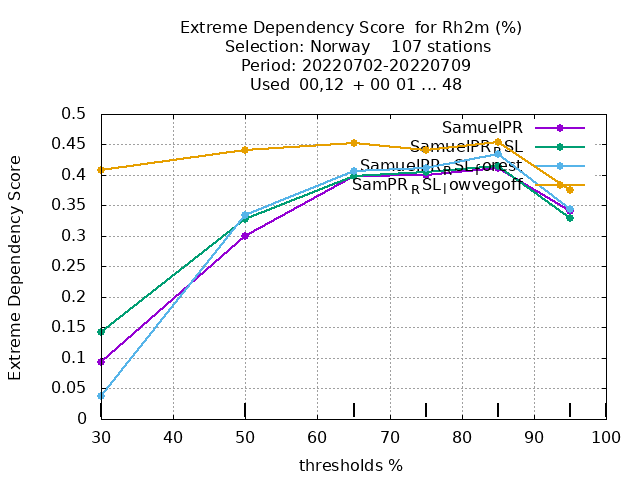 Extreme Dependency Score for Rh2m (%)
Selection: Norway 107 stations
Period: 20220702-20220709
Used 00,12 + 00 01 ... 48
Extreme Dependency Score
0.5
0.45
0.4
0.35
0.3
0.25
0.2
0.15
0.1
0.05
0
SamuelPR
SamuelPR_RSL
SamuelPR_RSL_forest
SamPR_RSL_lowvegoff
30 40 50 60 70 80 90 100
thresholds %